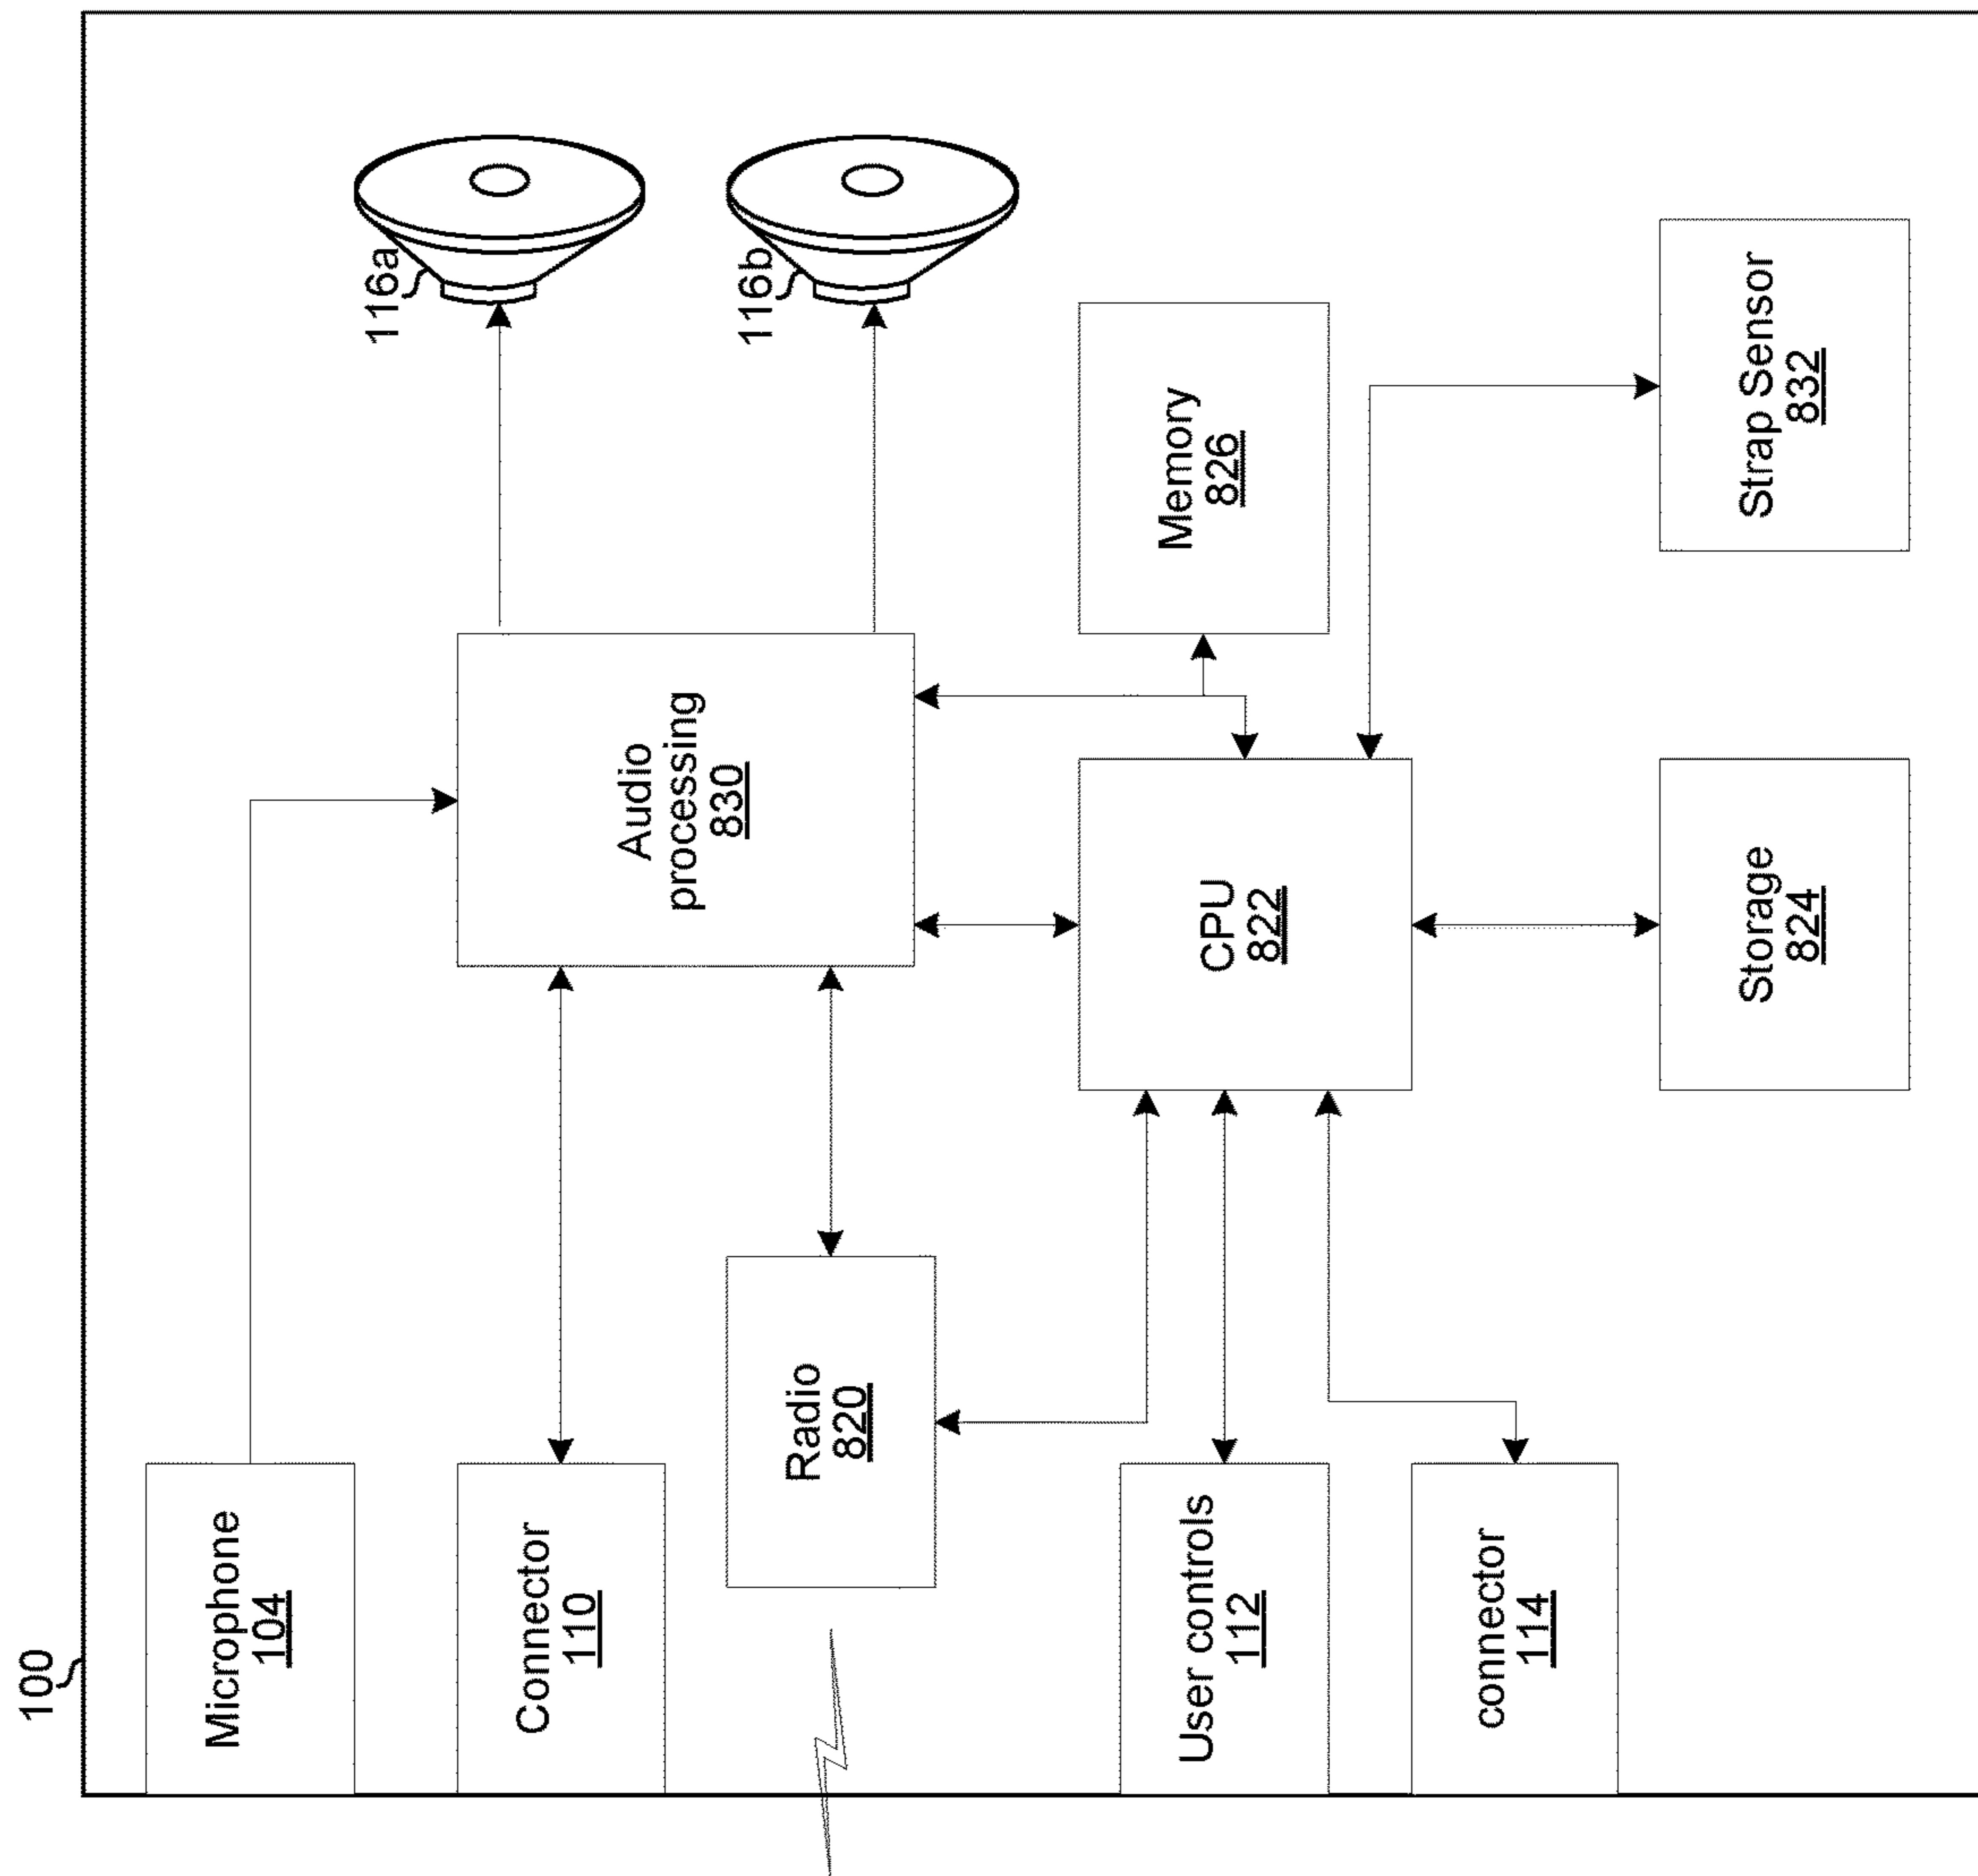 100
Microphone
104
Connector
110
Radio
820
User controls
112
connector
114
Audio
processing
830
CPU
822
Storage
824
116a
116b
Memory
826
Strap Sensor
832